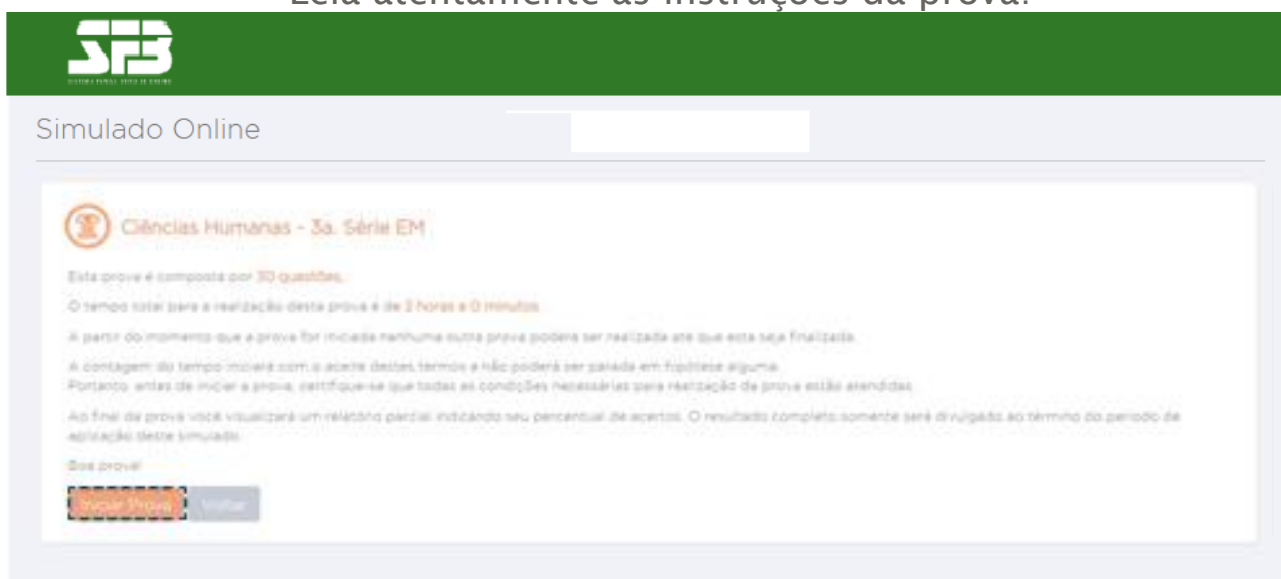 Leia atentamente as instruções da prova.
SFB
Simulado Online
Ciências Humanas - 3a. Série EM
Esta prova é composta por 30 questões.
O tempo total para a realização desta prova é de 2 horas e 0 minutos
A partir do momento que a prova for iniciada nenhuma outra prova poderá ser realizada até que esta seja finalizada.
A contagem do tempo iniciará com o aceite destes termos e não poderá ser parada em hipótese alguma.
Portanto, antes de iniciar a prova, certifique-se que todas as condições necessárias para realização da prova estão atendidas.
Ao final da prova você visualizará um relatório parcial indicando seu percentual de acertos. O resultado completo somente será divulgado ao término do período de
aplicação deste simulado.
Boa prova!
Iniciar Prova
Voltar